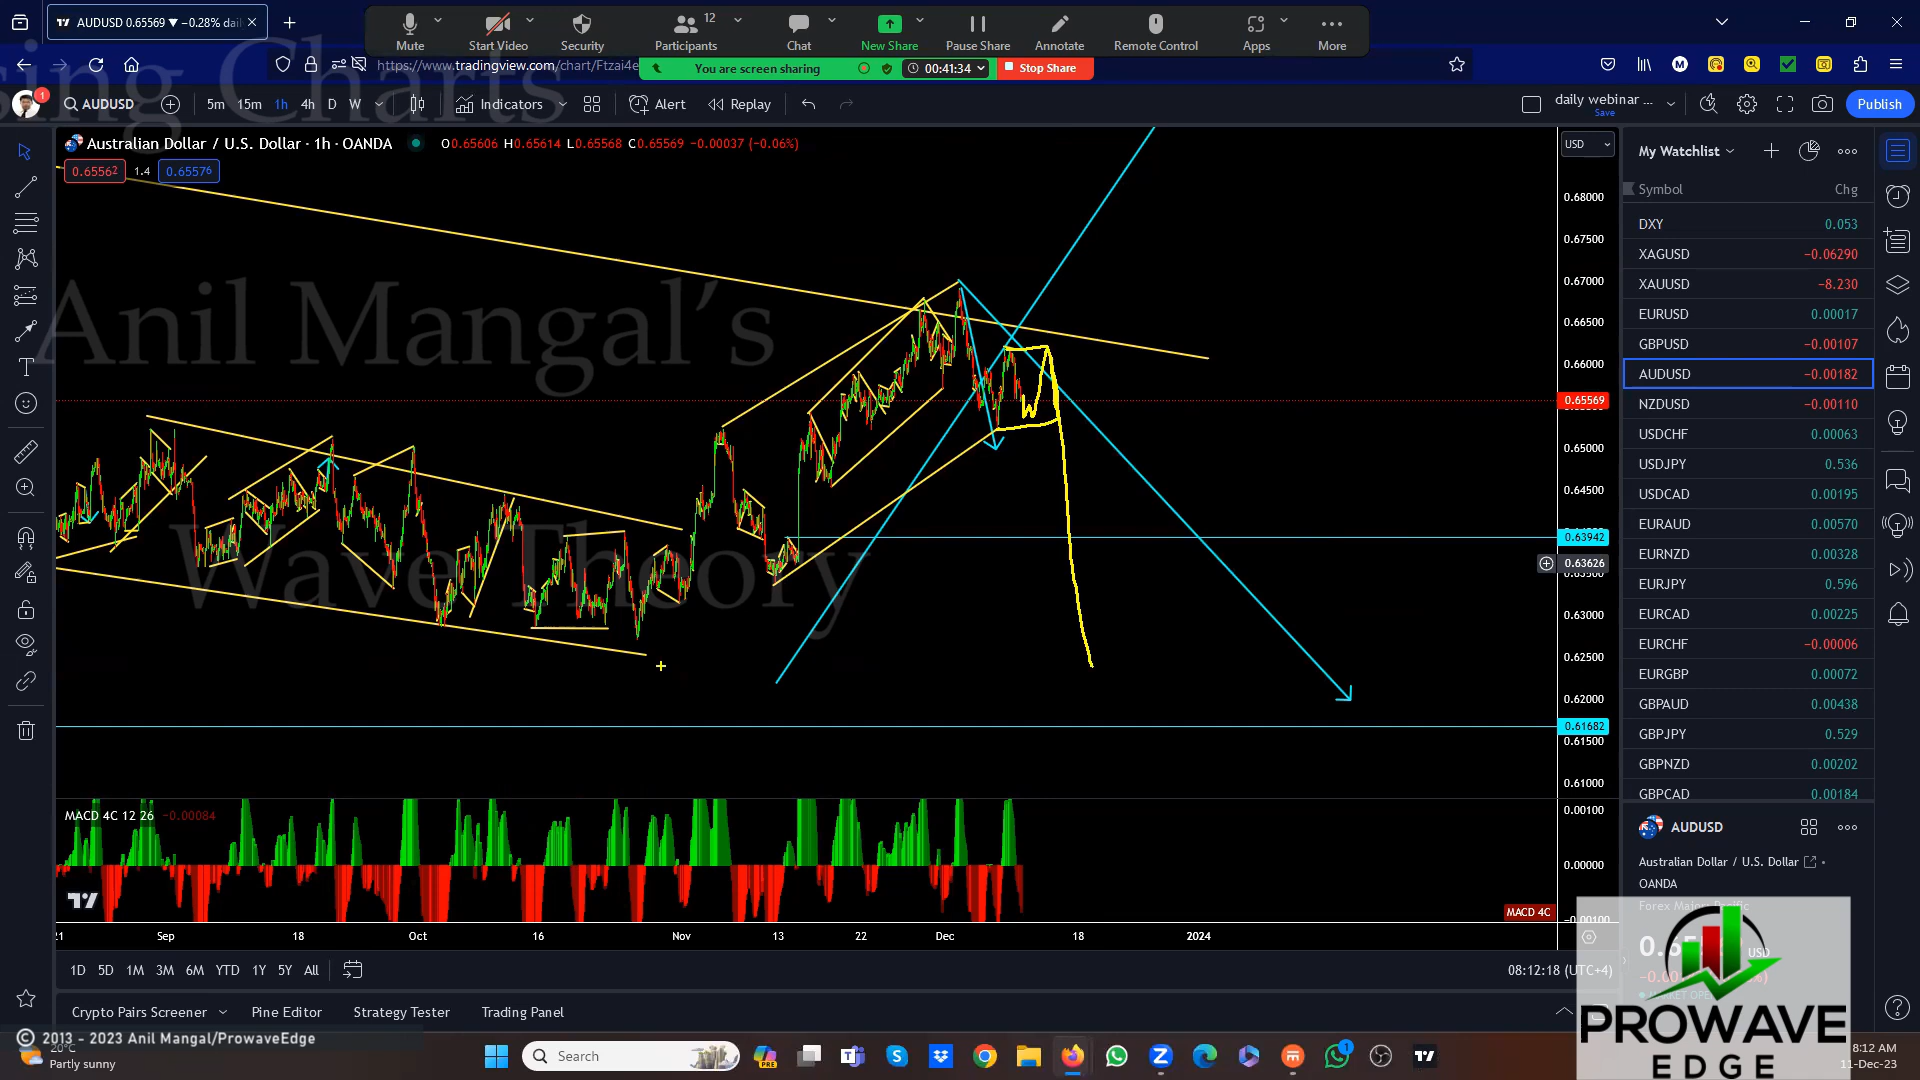 AUDUSD 0.65569 ▼ −0.28% dai
Mute
Start Video
Security
Participants 12
Chat
New Share
Pause Share
Annotate
Remote Control
Apps
More
https://www.tradingview.com/chart/Ftzai4e
You are screen sharing
00:41:34
Stop Share
1
AUDUSD
5m 15m 1h 4h D W
Indicators
Alert
Replay
daily webinar ...
Save
Publish
Australian Dollar / U.S. Dollar · 1h · OANDA
O0.65606 H0.65614 L0.65568 C0.65569 −0.00037 (−0.06%)
0.65562 1.4 0.65576
USD
sing Charts
Anil Mangal's
Wave Theory
0.68000
0.67500
0.67000
0.66500
0.66000
0.65569
0.65000
0.64500
0.63942
0.63626
0.63500
0.63000
0.62500
0.62000
0.61682
0.61500
0.61000
MACD 4C 12 26 −0.00084
0.00100
0.00000
MACD 4C
−0.00100
21 Sep 18 Oct 16 Nov 13 22 Dec 18 2024
1D 5D 1M 3M 6M YTD 1Y 5Y All
08:12:18 (UTC+4)
Crypto Pairs Screener
Pine Editor
Strategy Tester
Trading Panel
My Watchlist
Symbol Chg
DXY 0.053
XAGUSD −0.06290
XAUUSD −8.230
EURUSD 0.00017
GBPUSD −0.00107
AUDUSD −0.00182
NZDUSD −0.00110
USDCHF 0.00063
USDJPY 0.536
USDCAD 0.00195
EURAUD 0.00570
EURNZD 0.00328
EURJPY 0.596
EURCAD 0.00225
EURCHF −0.00006
EURGBP 0.00072
GBPAUD 0.00438
GBPJPY 0.529
GBPNZD 0.00202
GBPCAD 0.00184
AUDUSD
Australian Dollar / U.S. Dollar
OANDA
USD
PROWAVE
EDGE
© 2013 - 2023 Anil Mangal/ProwaveEdge
20°C
Partly sunny
Search
PRE
1
8:12 AM
11-Dec-23